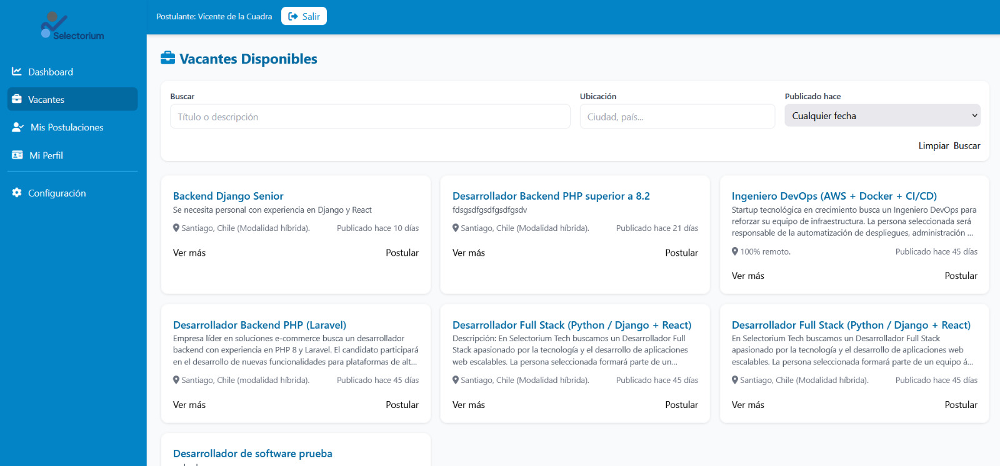 Selectorium
Postulante: Vicente de la Cuadra
Salir
Dashboard
Vacantes
Mis Postulaciones
Mi Perfil
Configuración
Vacantes Disponibles
Buscar
Título o descripción
Ubicación
Ciudad, país...
Publicado hace
Cualquier fecha
Limpiar Buscar
Backend Django Senior
Se necesita personal con experiencia en Django y React
Santiago, Chile (Modalidad híbrida).
Publicado hace 10 días
Ver más
Postular
Desarrollador Backend PHP superior a 8.2
fdsgsdfgsdfgsdfgsdv
Santiago, Chile (Modalidad híbrida).
Publicado hace 21 días
Ver más
Postular
Ingeniero DevOps (AWS + Docker + CI/CD)
Startup tecnológica en crecimiento busca un Ingeniero DevOps para
reforzar su equipo de infraestructura. La persona seleccionada será
responsable de la automatización de despliegues, administración ...
100% remoto.
Publicado hace 45 días
Ver más
Postular
Desarrollador Backend PHP (Laravel)
Empresa líder en soluciones e-commerce busca un desarrollador
backend con experiencia en PHP 8 y Laravel. El candidato participará
en el desarrollo de nuevas funcionalidades para plataformas de alt...
Santiago, Chile (modalidad híbrida).
Publicado hace 45 días
Ver más
Postular
Desarrollador Full Stack (Python / Django + React)
Descripción: En Selectorium Tech buscamos un Desarrollador Full
Stack apasionado por la tecnología y el desarrollo de aplicaciones
web escalables. La persona seleccionada formará parte de un...
Santiago, Chile (Modalidad híbrida).
Publicado hace 45 días
Ver más
Postular
Desarrollador Full Stack (Python / Django + React)
En Selectorium Tech buscamos un Desarrollador Full Stack
apasionado por la tecnología y el desarrollo de aplicaciones web
escalables. La persona seleccionada formará parte de un equipo á...
Santiago, Chile (Modalidad híbrida).
Publicado hace 45 días
Ver más
Postular
Desarrollador de software prueba